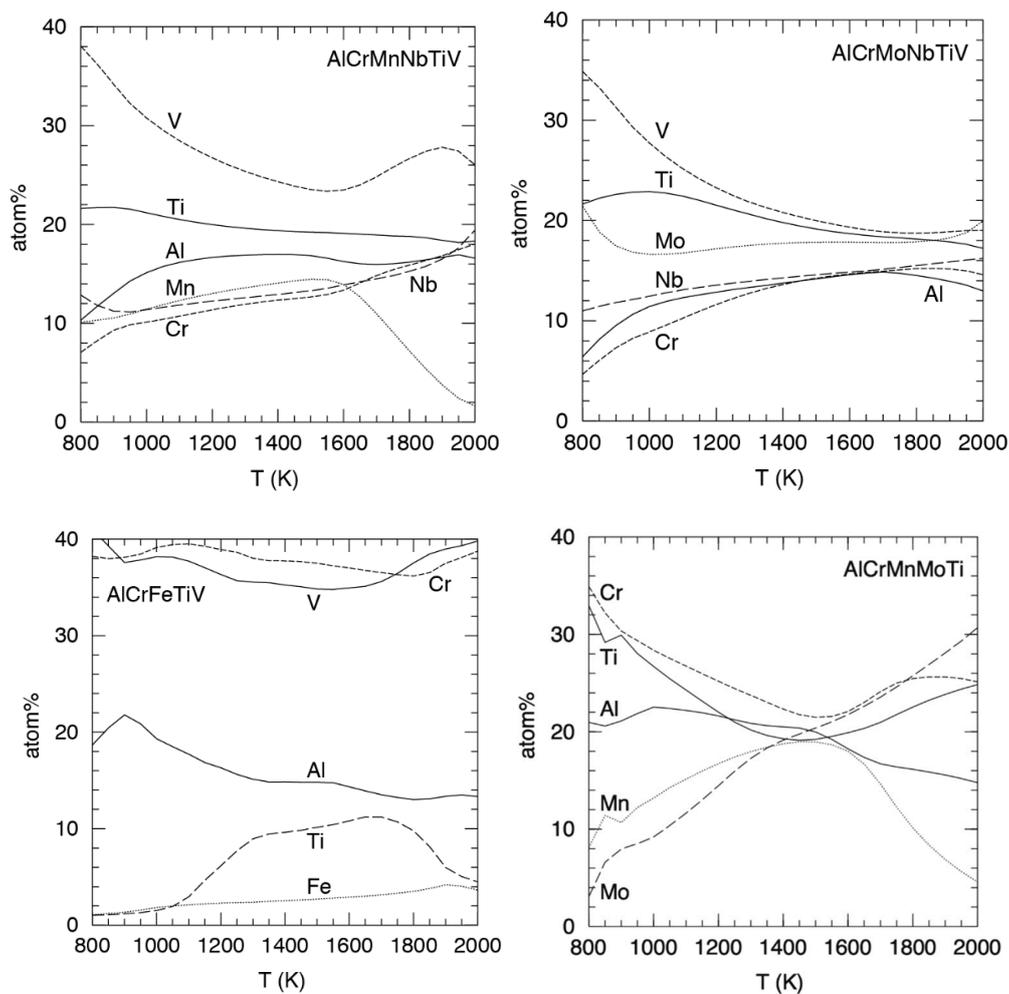 AlCrMnNbTiV
40
30
20
10
0
atom%
V
Ti
Al
Mn
Cr
Nb
800 1000 1200 1400 1600 1800 2000
T (K)
AlCrMoNbTiV
40
30
20
10
0
atom%
V
Ti
Mo
Nb
Al
Cr
800 1000 1200 1400 1600 1800 2000
T (K)
40
30
20
10
0
atom%
AlCrFeTiV
V
Cr
Al
Ti
Fe
800 1000 1200 1400 1600 1800 2000
T (K)
AlCrMnMoTi
40
30
20
10
0
atom%
Cr
Ti
Al
Mn
Mo
800 1000 1200 1400 1600 1800 2000
T (K)